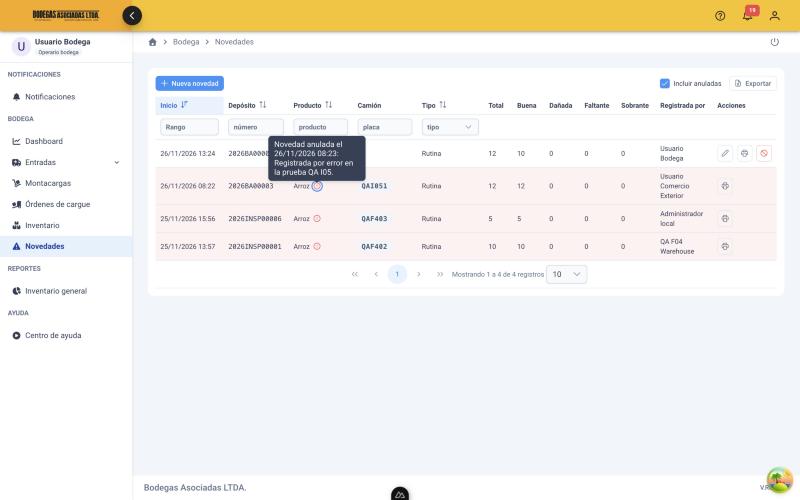 BODEGAS ASOCIADAS LTDA.
19
U
Usuario Bodega
Operario bodega
Bodega
Novedades
NOTIFICACIONES
Notificaciones
BODEGA
Dashboard
Entradas
Montacargas
Órdenes de cargue
Inventario
Novedades
REPORTES
Inventario general
AYUDA
Centro de ayuda
Nueva novedad
Incluir anuladas
Exportar
Inicio Depósito Producto Camión Tipo Total Buena Dañada Faltante Sobrante Registrada por Acciones
Rango número producto placa tipo
Novedad anulada el
26/11/2026 08:23:
Registrada por error en
la prueba QA I05.
26/11/2026 13:24 Rutina 12 10 0 0 0 Usuario Bodega
26/11/2026 08:22 2026BA00003 Arroz QAI051 Rutina 12 12 0 0 0 Usuario Comercio Exterior
25/11/2026 15:56 2026INSP00006 Arroz QAF403 Rutina 5 5 0 0 0 Administrador local
25/11/2026 13:57 2026INSP00001 Arroz QAF402 Rutina 10 10 0 0 0 QA F04 Warehouse
1 Mostrando 1 a 4 de 4 registros 10
Bodegas Asociadas LTDA.